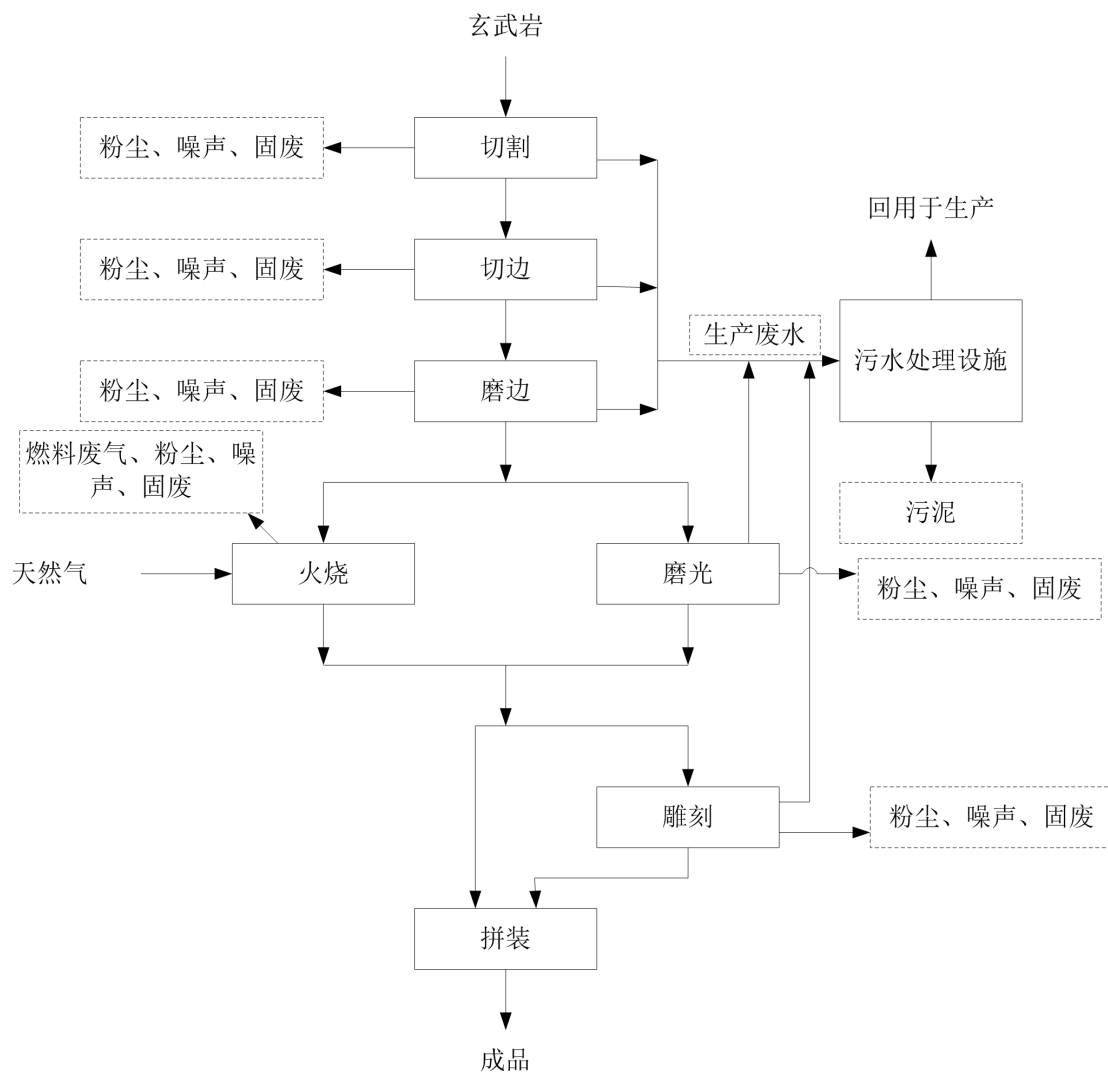 玄武岩
粉尘、噪声、固废
切割
回用于生产
粉尘、噪声、固废
切边
生产废水
污水处理设施
粉尘、噪声、固废
磨边
燃料废气、粉尘、噪
声、固废
污泥
天然气
火烧
磨光
粉尘、噪声、固废
雕刻
粉尘、噪声、固废
拼装
成品